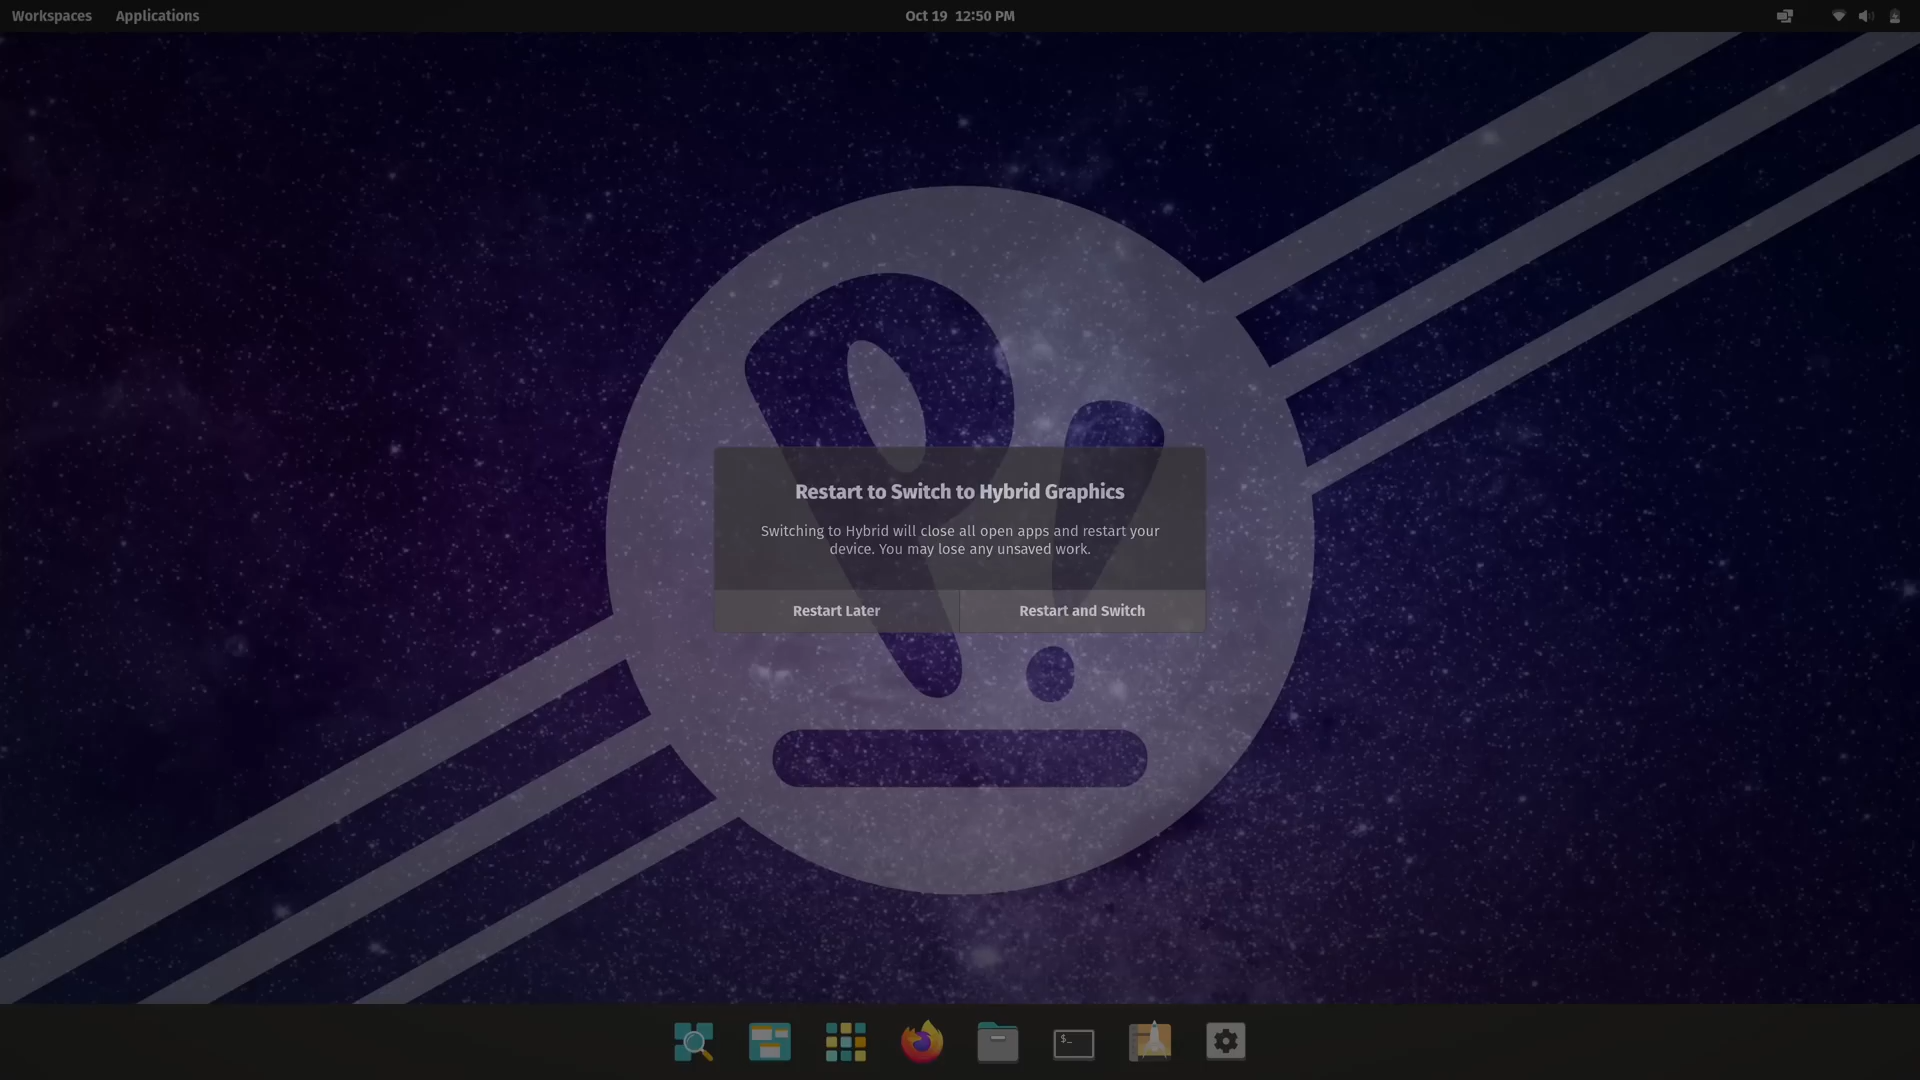 Workspaces Applications Oct 19 12:50 PM
Restart to Switch to Hybrid Graphics
Switching to Hybrid will close all open apps and restart your
device. You may lose any unsaved work.
Restart Later Restart and Switch
$_